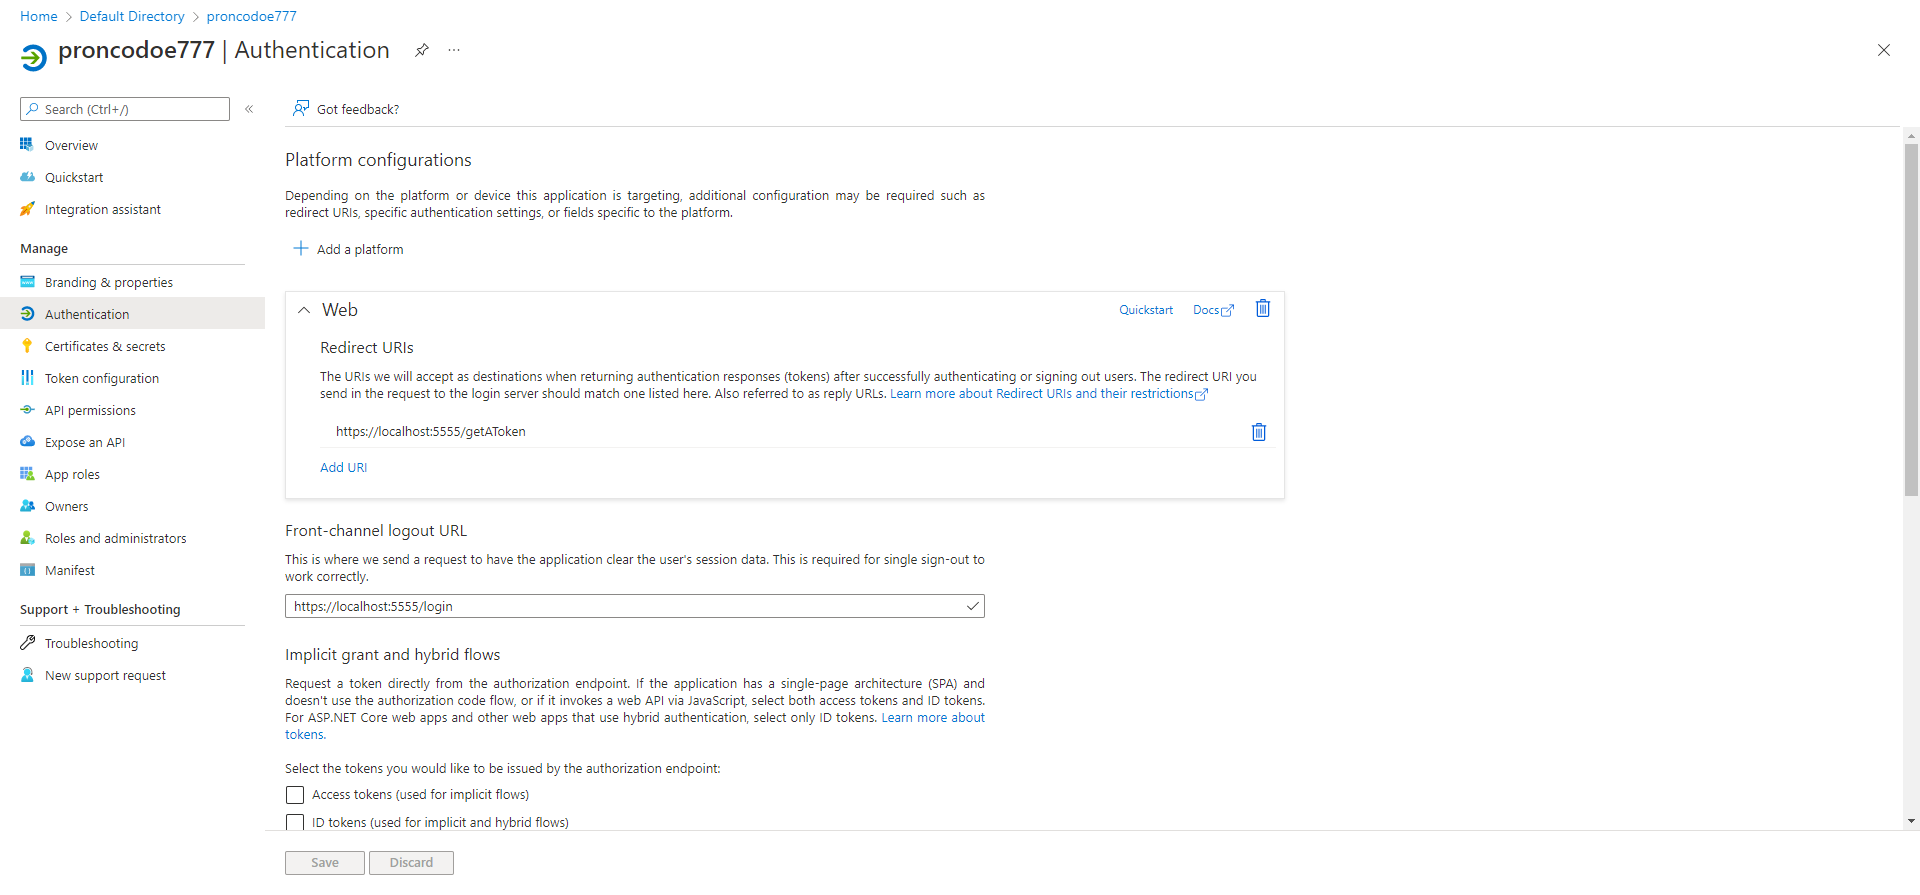 Home > Default Directory > proncodoe777
proncodoe777 | Authentication
Search (Ctrl+/)
Overview
Quickstart
Integration assistant
Manage
Branding & properties
Authentication
Certificates & secrets
Token configuration
API permissions
Expose an API
App roles
Owners
Roles and administrators
Manifest
Support + Troubleshooting
Troubleshooting
New support request
Got feedback?
Platform configurations
Depending on the platform or device this application is targeting, additional configuration may be required such as
redirect URIs, specific authentication settings, or fields specific to the platform.
Add a platform
Web
Quickstart
Docs
Redirect URIs
The URIs we will accept as destinations when returning authentication responses (tokens) after successfully authenticating or signing out users. The redirect URI you
send in the request to the login server should match one listed here. Also referred to as reply URLs. Learn more about Redirect URIs and their restrictions
https://localhost:5555/getAToken
Add URI
Front-channel logout URL
This is where we send a request to have the application clear the user's session data. This is required for single sign-out to
work correctly.
https://localhost:5555/login
Implicit grant and hybrid flows
Request a token directly from the authorization endpoint. If the application has a single-page architecture (SPA) and
doesn't use the authorization code flow, or if it invokes a web API via JavaScript, select both access tokens and ID tokens.
For ASP.NET Core web apps and other web apps that use hybrid authentication, select only ID tokens. Learn more about
tokens.
Select the tokens you would like to be issued by the authorization endpoint:
Access tokens (used for implicit flows)
ID tokens (used for implicit and hybrid flows)
Save
Discard